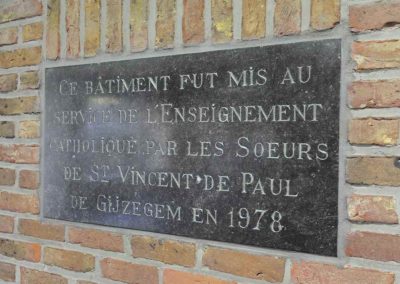 CE BÂTIMENT FUT MIS AU
SERVICE DE L'ENSEIGNEMENT
CATHOLIQUE PAR LES SOEURS
DE ST VINCENT DE PAUL
DE GIJZEGEM EN 1978